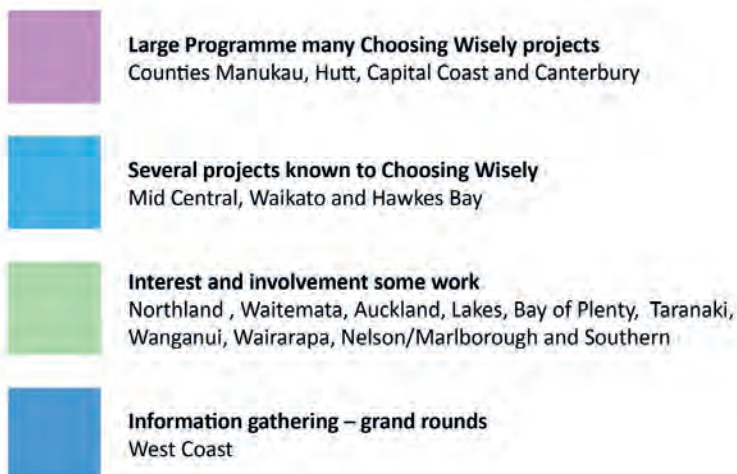 Large Programme many Choosing Wisely projects
Counties Manukau, Hutt, Capital Coast and Canterbury
Several projects known to Choosing Wisely
Mid Central, Waikato and Hawkes Bay
Interest and involvement some work
Northland , Waitemata, Auckland, Lakes, Bay of Plenty, Taranaki,
Wanganui, Wairarapa, Nelson/Marlborough and Southern
Information gathering – grand rounds
West Coast